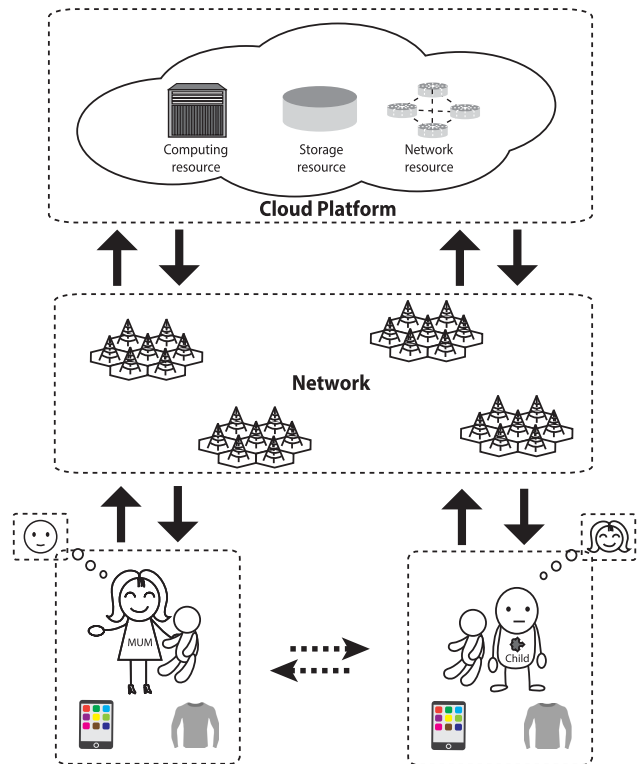 Computing
resource
Storage
resource
Network
resource
Cloud Platform
Network
MUM
Child